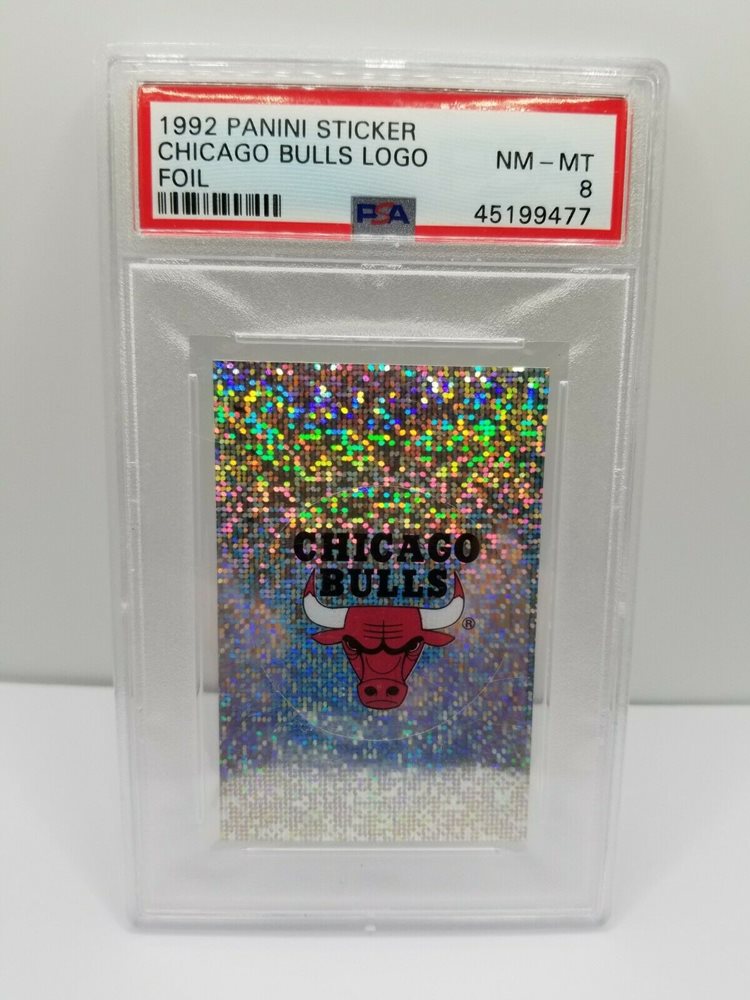 1992 PANINI STICKER
CHICAGO BULLS LOGO
FOIL
NM - MT
8
45199477
PSA
CHICAGO
BULLS
®